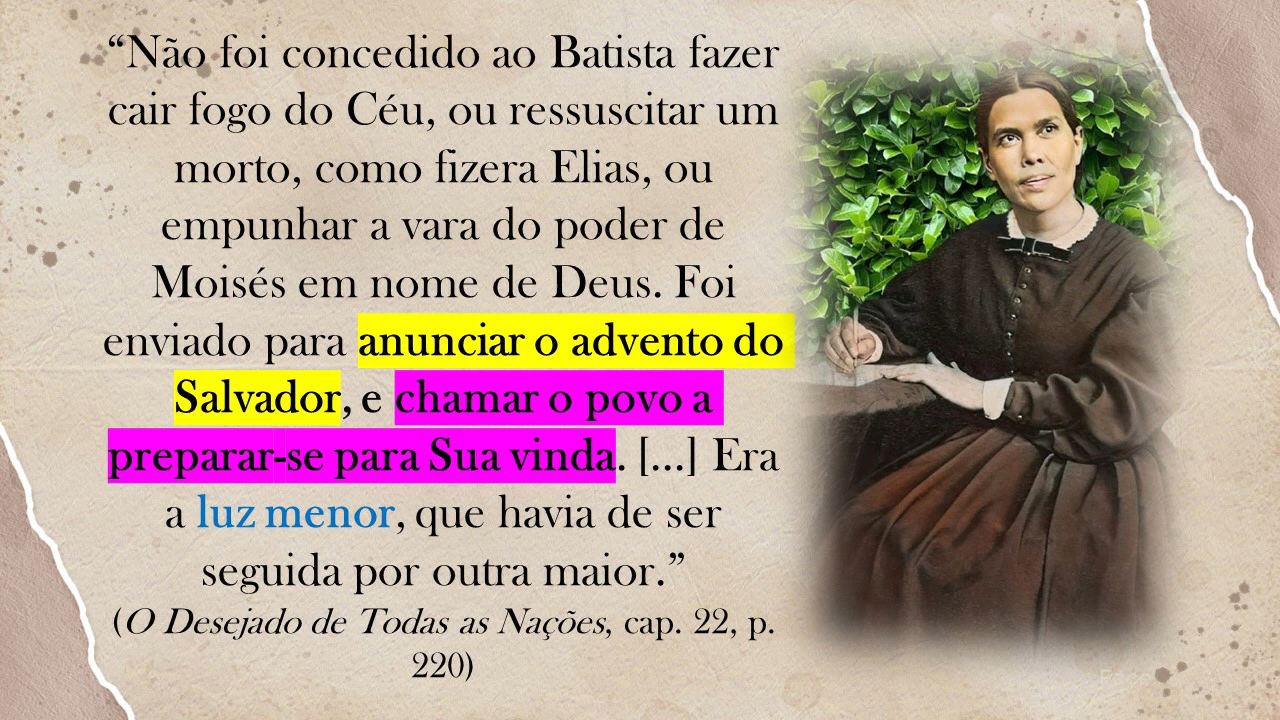 “Não foi concedido ao Batista fazer
cair fogo do Céu, ou ressuscitar um
morto, como fizera Elias, ou
empunhar a vara do poder de
Moisés em nome de Deus. Foi
enviado para anunciar o advento do
Salvador, e chamar o povo a
preparar-se para Sua vinda. [...] Era
a luz menor, que havia de ser
seguida por outra maior.”
(O Desejado de Todas as Nações, cap. 22, p.
220)